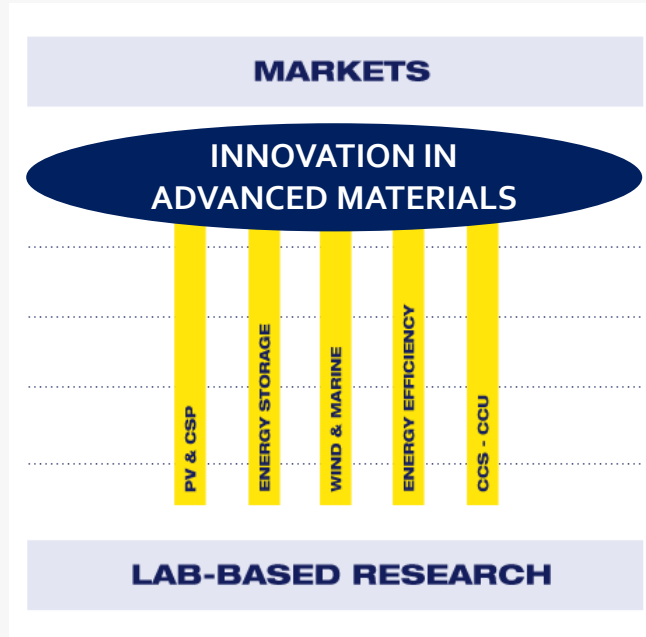 MARKETS
INNOVATION IN
ADVANCED MATERIALS
PV & CSP
ENERGY STORAGE
WIND & MARINE
ENERGY EFFICIENCY
CCS - CCU
LAB-BASED RESEARCH